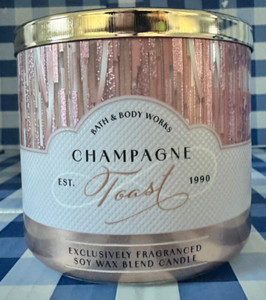 BATH & BODY WORKS
CHAMPAGNE
EST. Toast 1990
EXCLUSIVELY FRAGRANCED
SOY WAX BLEND CANDLE